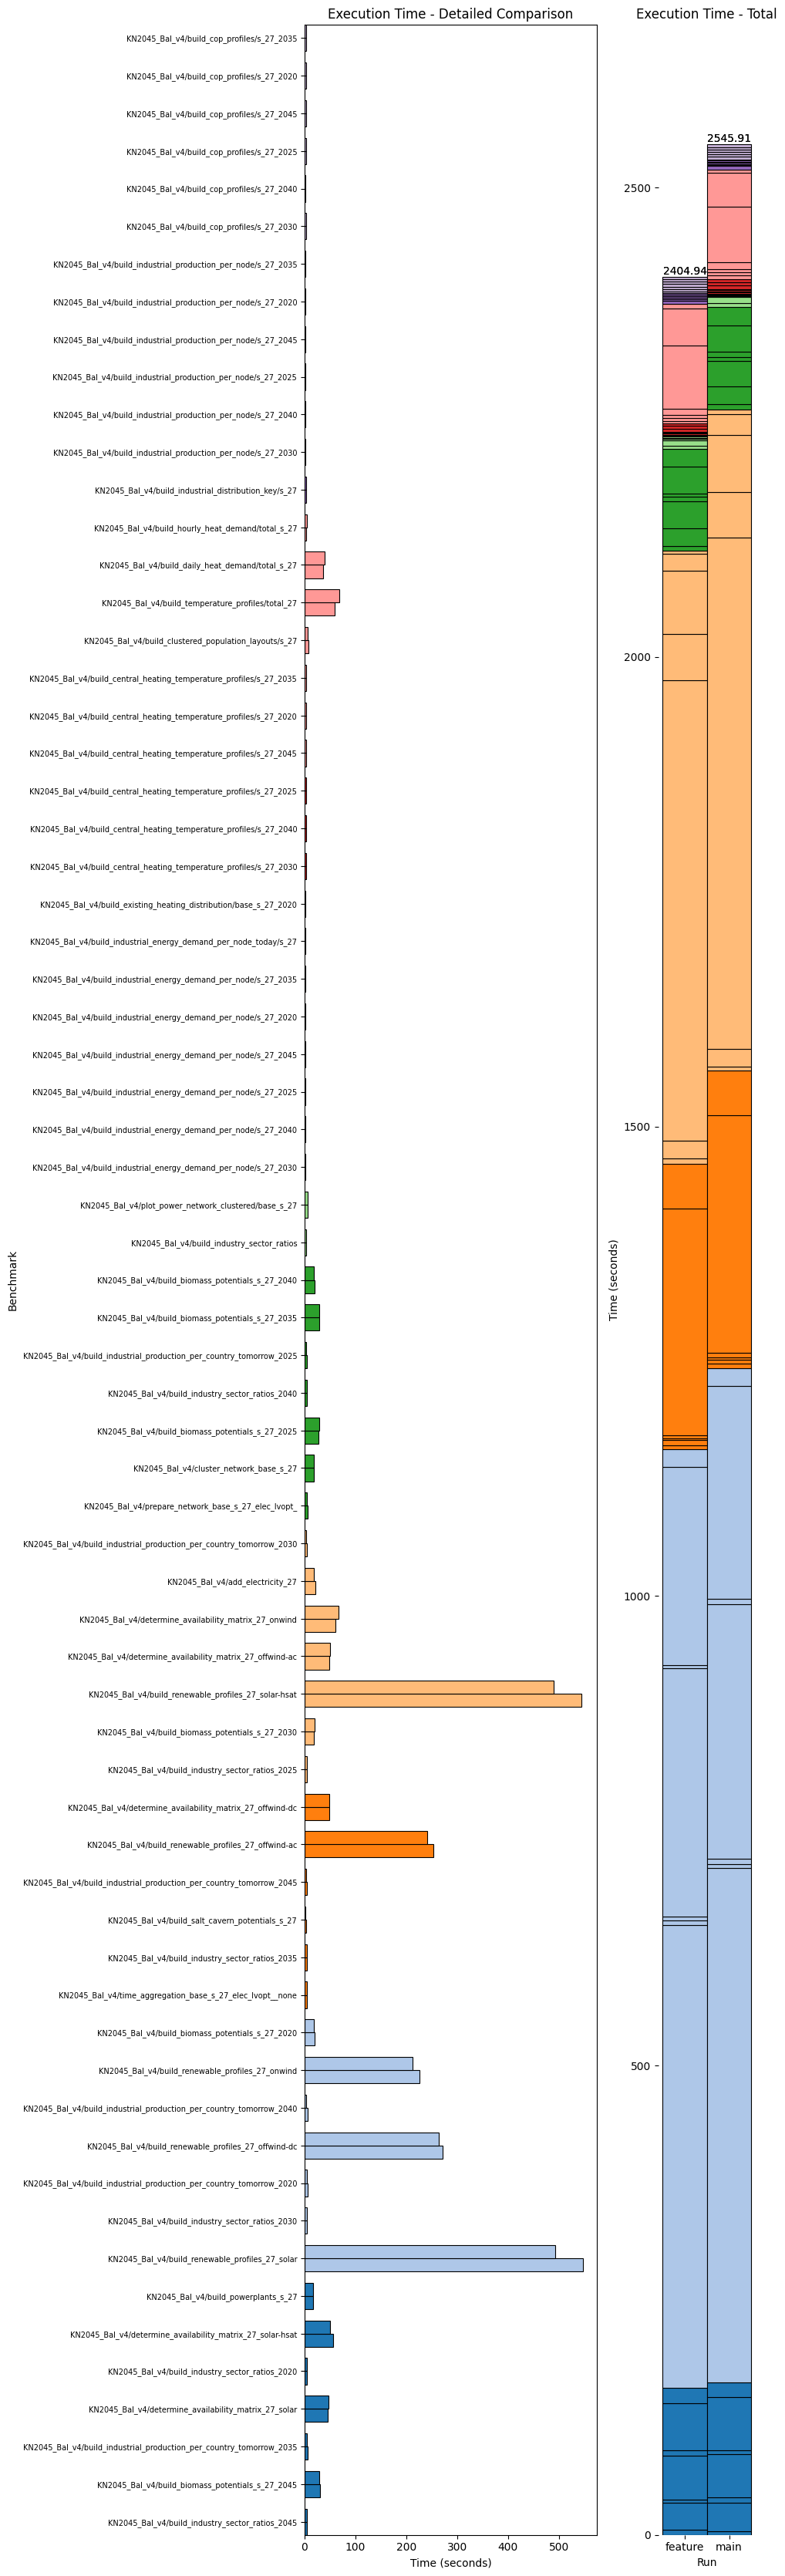 Execution Time - Detailed Comparison
Execution Time - Total
KN2045_Bal_v4/build_cop_profiles/s_27_2035
KN2045_Bal_v4/build_cop_profiles/s_27_2020
KN2045_Bal_v4/build_cop_profiles/s_27_2045
KN2045_Bal_v4/build_cop_profiles/s_27_2025
KN2045_Bal_v4/build_cop_profiles/s_27_2040
KN2045_Bal_v4/build_cop_profiles/s_27_2030
KN2045_Bal_v4/build_industrial_production_per_node/s_27_2035
KN2045_Bal_v4/build_industrial_production_per_node/s_27_2020
KN2045_Bal_v4/build_industrial_production_per_node/s_27_2045
KN2045_Bal_v4/build_industrial_production_per_node/s_27_2025
KN2045_Bal_v4/build_industrial_production_per_node/s_27_2040
KN2045_Bal_v4/build_industrial_production_per_node/s_27_2030
KN2045_Bal_v4/build_industrial_distribution_key/s_27
KN2045_Bal_v4/build_hourly_heat_demand/total_s_27
KN2045_Bal_v4/build_daily_heat_demand/total_s_27
KN2045_Bal_v4/build_temperature_profiles/total_27
KN2045_Bal_v4/build_clustered_population_layouts/s_27
KN2045_Bal_v4/build_central_heating_temperature_profiles/s_27_2035
KN2045_Bal_v4/build_central_heating_temperature_profiles/s_27_2020
KN2045_Bal_v4/build_central_heating_temperature_profiles/s_27_2045
KN2045_Bal_v4/build_central_heating_temperature_profiles/s_27_2025
KN2045_Bal_v4/build_central_heating_temperature_profiles/s_27_2040
KN2045_Bal_v4/build_central_heating_temperature_profiles/s_27_2030
KN2045_Bal_v4/build_existing_heating_distribution/base_s_27_2020
KN2045_Bal_v4/build_industrial_energy_demand_per_node_today/s_27
KN2045_Bal_v4/build_industrial_energy_demand_per_node/s_27_2035
KN2045_Bal_v4/build_industrial_energy_demand_per_node/s_27_2020
KN2045_Bal_v4/build_industrial_energy_demand_per_node/s_27_2045
KN2045_Bal_v4/build_industrial_energy_demand_per_node/s_27_2025
KN2045_Bal_v4/build_industrial_energy_demand_per_node/s_27_2040
KN2045_Bal_v4/build_industrial_energy_demand_per_node/s_27_2030
KN2045_Bal_v4/plot_power_network_clustered/base_s_27
KN2045_Bal_v4/build_industry_sector_ratios
KN2045_Bal_v4/build_biomass_potentials_s_27_2040
KN2045_Bal_v4/build_biomass_potentials_s_27_2035
KN2045_Bal_v4/build_industrial_production_per_country_tomorrow_2025
KN2045_Bal_v4/build_industry_sector_ratios_2040
KN2045_Bal_v4/build_biomass_potentials_s_27_2025
KN2045_Bal_v4/cluster_network_base_s_27
KN2045_Bal_v4/prepare_network_base_s_27_elec_lvopt_
KN2045_Bal_v4/build_industrial_production_per_country_tomorrow_2030
KN2045_Bal_v4/add_electricity_27
KN2045_Bal_v4/determine_availability_matrix_27_onwind
KN2045_Bal_v4/determine_availability_matrix_27_offwind-ac
KN2045_Bal_v4/build_renewable_profiles_27_solar-hsat
KN2045_Bal_v4/build_biomass_potentials_s_27_2030
KN2045_Bal_v4/build_industry_sector_ratios_2025
KN2045_Bal_v4/determine_availability_matrix_27_offwind-dc
KN2045_Bal_v4/build_renewable_profiles_27_offwind-ac
KN2045_Bal_v4/build_industrial_production_per_country_tomorrow_2045
KN2045_Bal_v4/build_salt_cavern_potentials_s_27
KN2045_Bal_v4/build_industry_sector_ratios_2035
KN2045_Bal_v4/time_aggregation_base_s_27_elec_lvopt__none
KN2045_Bal_v4/build_biomass_potentials_s_27_2020
KN2045_Bal_v4/build_renewable_profiles_27_onwind
KN2045_Bal_v4/build_industrial_production_per_country_tomorrow_2040
KN2045_Bal_v4/build_renewable_profiles_27_offwind-dc
KN2045_Bal_v4/build_industrial_production_per_country_tomorrow_2020
KN2045_Bal_v4/build_industry_sector_ratios_2030
KN2045_Bal_v4/build_renewable_profiles_27_solar
KN2045_Bal_v4/build_powerplants_s_27
KN2045_Bal_v4/determine_availability_matrix_27_solar-hsat
KN2045_Bal_v4/build_industry_sector_ratios_2020
KN2045_Bal_v4/determine_availability_matrix_27_solar
KN2045_Bal_v4/build_industrial_production_per_country_tomorrow_2035
KN2045_Bal_v4/build_biomass_potentials_s_27_2045
KN2045_Bal_v4/build_industry_sector_ratios_2045
Benchmark
0 100 200 300 400 500
Time (seconds)
Time (seconds)
2500
2000
1500
1000
500
0
2545.91
2404.94
feature main
Run